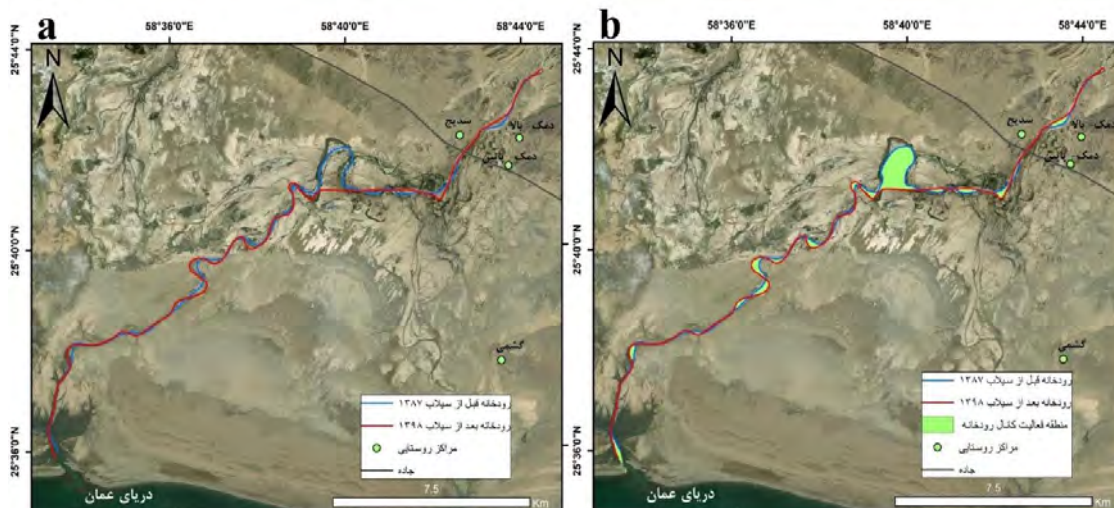 a
58°36'0"E
58°40'0"E
58°44'0"E
25°44'0"N
25°40'0"N
25°36'0"N
N
سدیج
دمک بالا
دمک پائین
گشمی
رودخانه قبل از سیلاب ۱۳۸۷
رودخانه بعد از سیلاب ۱۳۹۸
مراکز روستایی
جاده
دریای عمان
7.5
Km
b
58°36'0"E
58°40'0"E
58°44'0"E
25°44'0"N
25°40'0"N
25°36'0"N
N
سدیج
دمک بالا
دمک پائین
گشمی
رودخانه قبل از سیلاب ۱۳۸۷
رودخانه بعد از سیلاب ۱۳۹۸
منطقه فعالیت کانال رودخانه
مراکز روستایی
جاده
دریای عمان
7.5
Km